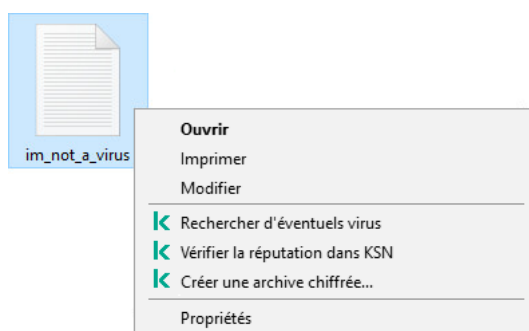 im_not_a_virus
Ouvrir
Imprimer
Modifier
Rechercher d'éventuels virus
Vérifier la réputation dans KSN
Créer une archive chiffrée...
Propriétés